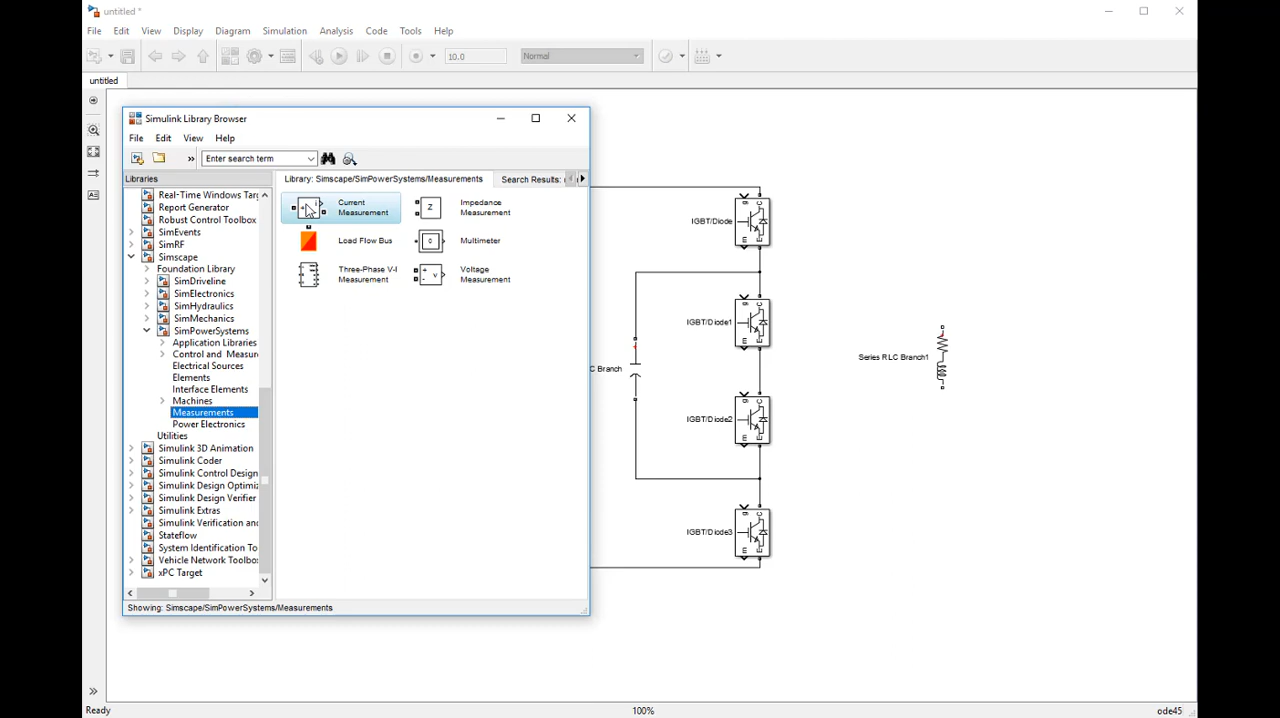 untitled *
File Edit View Display Diagram Simulation Analysis Code Tools Help
10.0 Normal
untitled
Simulink Library Browser
File Edit View Help
» Enter search term
Libraries
Library: Simscape/SimPowerSystems/Measurements
Search Results:
Real-Time Windows Targ
Report Generator
Robust Control Toolbox
SimEvents
SimRF
Simscape
Foundation Library
SimDriveline
SimElectronics
SimHydraulics
SimMechanics
SimPowerSystems
Application Libraries
Control and Measur
Electrical Sources
Elements
Interface Elements
Machines
Measurements
Power Electronics
Utilities
Simulink 3D Animation
Simulink Coder
Simulink Control Design
Simulink Design Optimiz
Simulink Design Verifier
Simulink Extras
Simulink Verification and
Stateflow
System Identification To
Vehicle Network Toolbox
xPC Target
Current
Measurement
Z
Impedance
Measurement
Load Flow Bus
Multimeter
Three-Phase V-I
Measurement
Voltage
Measurement
Showing: Simscape/SimPowerSystems/Measurements
IGBT/Diode
g C
m E
IGBT/Diode1
g C
m E
C Branch
IGBT/Diode2
g C
m E
IGBT/Diode3
g C
m E
Series RLC Branch1
Ready
100%
ode45